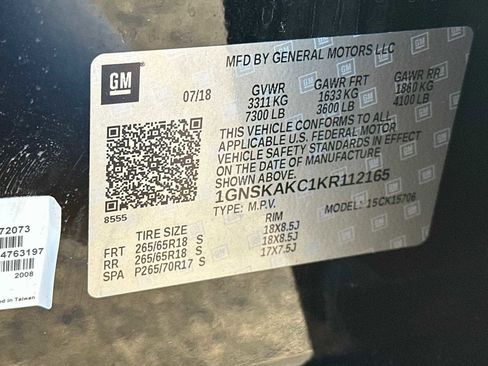 GM
MFD BY GENERAL MOTORS LLC
07/18
GVWR
3311 KG
7300 LB
GAWR FRT
1633 KG
3600 LB
GAWR RR
1860 KG
4100 LB
THIS VEHICLE CONFORMS TO ALL
APPLICABLE U.S. FEDERAL MOTOR
VEHICLE SAFETY STANDARDS IN EFFECT
ON THE DATE OF MANUFACTURE
SHOWN ABOVE.
1GNSKAKC1KR112165
TYPE: M.P.V.
MODEL: 15CK15706
8555
TIRE SIZE RIM
FRT 265/65R18 S 18X8.5J
RR 265/65R18 S 18X8.5J
SPA P265/70R17 S 17X7.5J
72073
4763197
2008
d in Taiwan